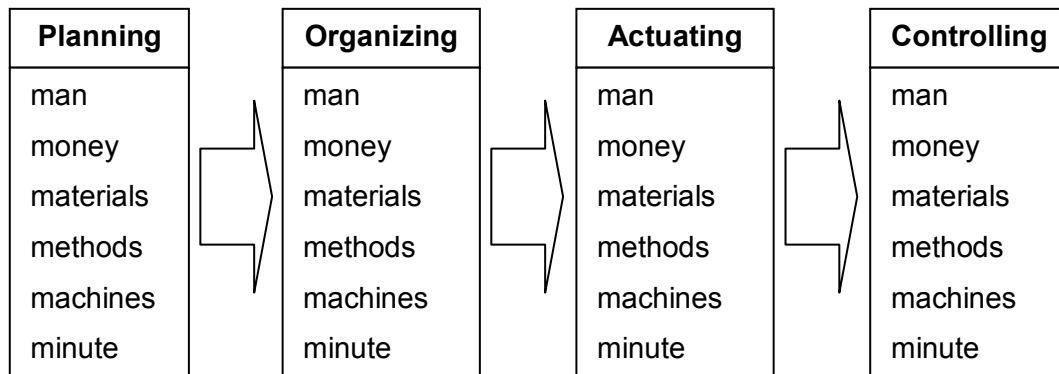 Planning
man
money
materials
methods
machines
minute
Organizing
man
money
materials
methods
machines
minute
Actuating
man
money
materials
methods
machines
minute
Controlling
man
money
materials
methods
machines
minute